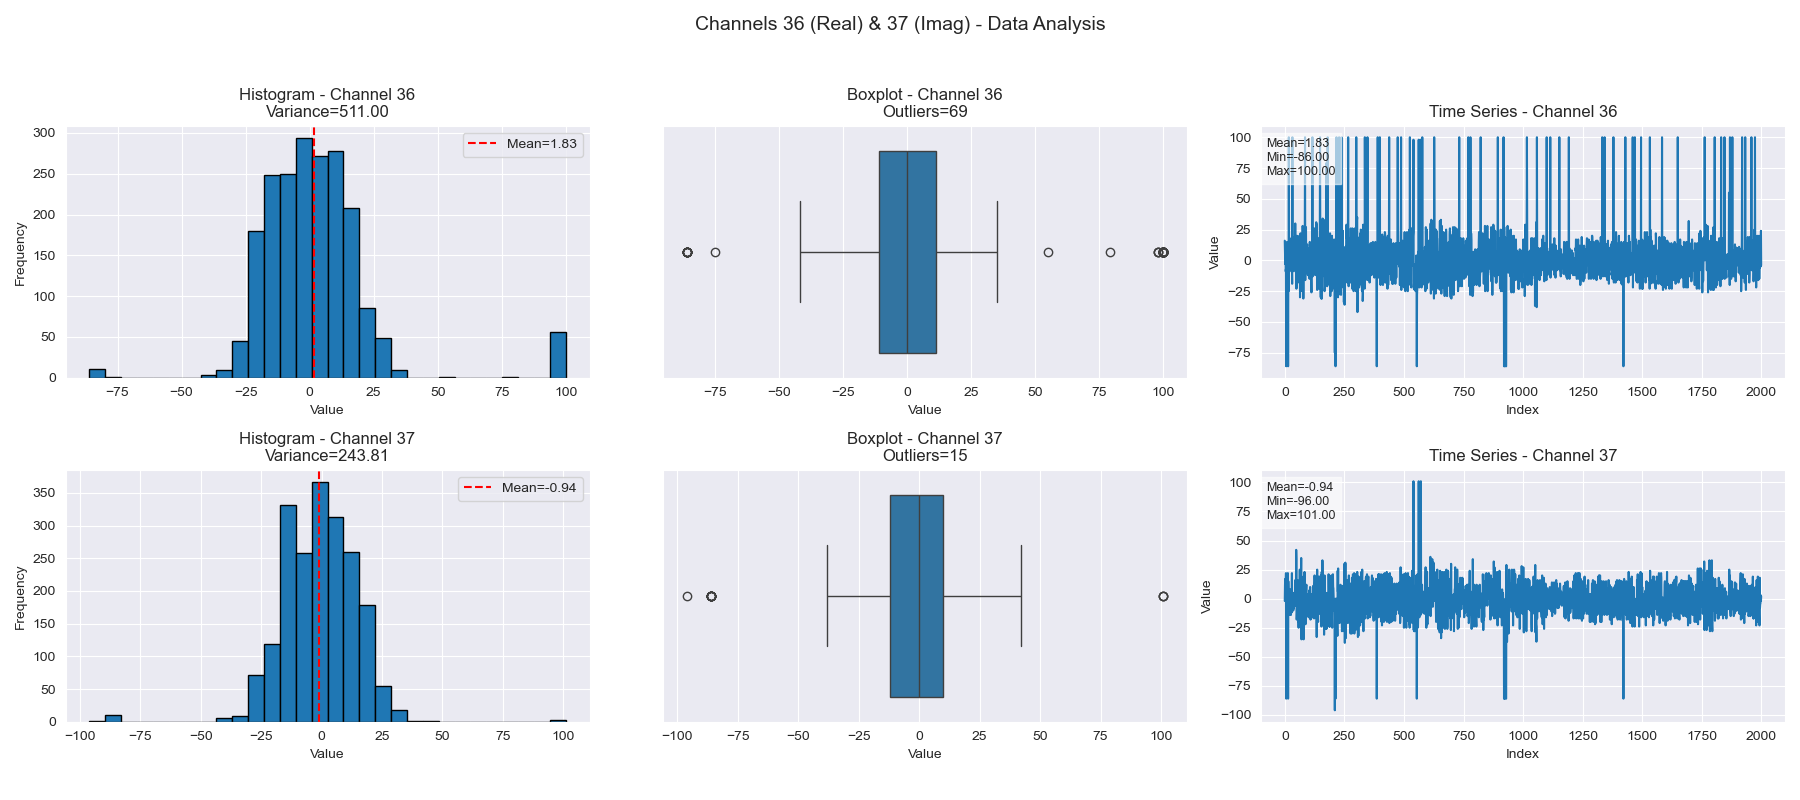 Channels 36 (Real) & 37 (Imag) - Data Analysis
Histogram - Channel 36
Variance=511.00
Mean=1.83
Frequency
300
250
200
150
100
50
0
−75 −50 −25 0 25 50 75 100
Value
Boxplot - Channel 36
Outliers=69
−75 −50 −25 0 25 50 75 100
Value
Time Series - Channel 36
Mean=1.83
Min=-86.00
Max=100.00
Value
100
75
50
25
0
−25
−50
−75
0 250 500 750 1000 1250 1500 1750 2000
Index
Histogram - Channel 37
Variance=243.81
Mean=-0.94
Frequency
350
300
250
200
150
100
50
0
−100 −75 −50 −25 0 25 50 75 100
Value
Boxplot - Channel 37
Outliers=15
−100 −75 −50 −25 0 25 50 75 100
Value
Time Series - Channel 37
Mean=-0.94
Min=-96.00
Max=101.00
Value
100
75
50
25
0
−25
−50
−75
−100
0 250 500 750 1000 1250 1500 1750 2000
Index